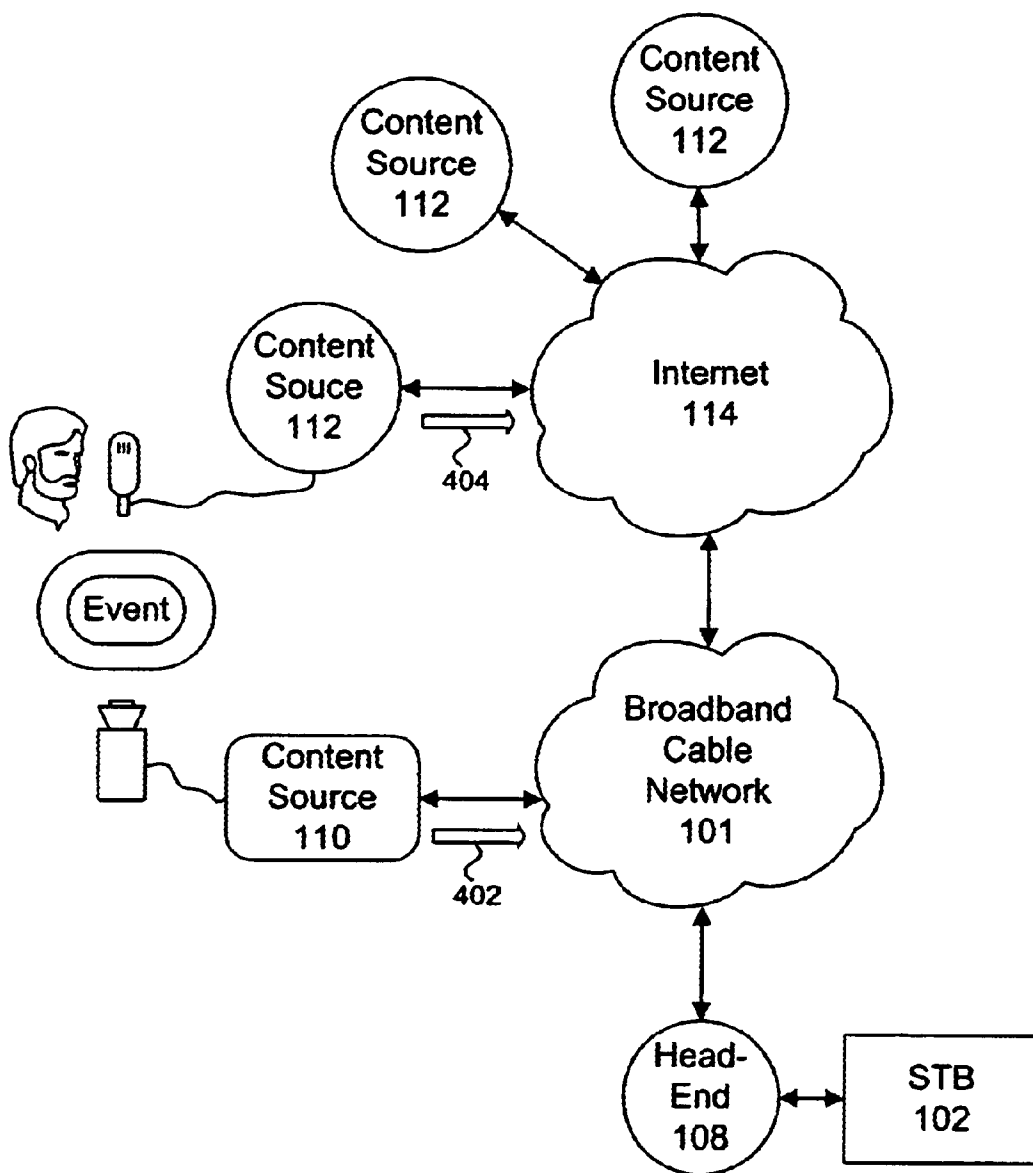 Content
Source
112
Content
Source
112
Content
Souce
112
Internet
114
404
Event
Broadband
Cable
Network
101
Content
Source
110
402
Head-
End
108
STB
102